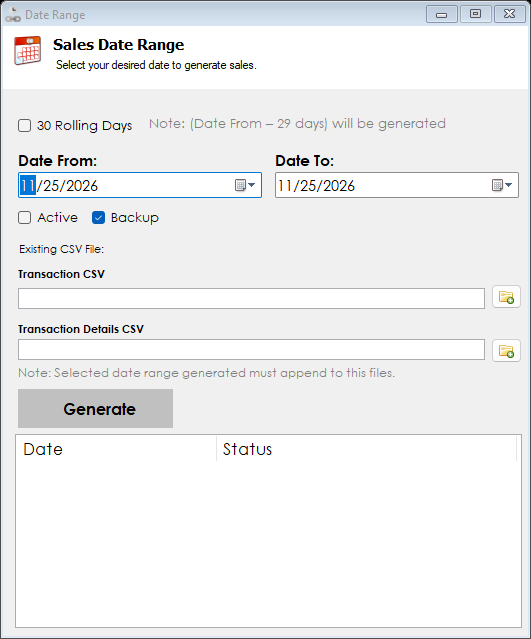 Date Range
Sales Date Range
Select your desired date to generate sales.
30 Rolling Days Note: (Date From – 29 days) will be generated
Date From: Date To:
11/25/2026 11/25/2026
Active Backup
Existing CSV File:
Transaction CSV
Transaction Details CSV
Note: Selected date range generated must append to this files.
Generate
Date Status